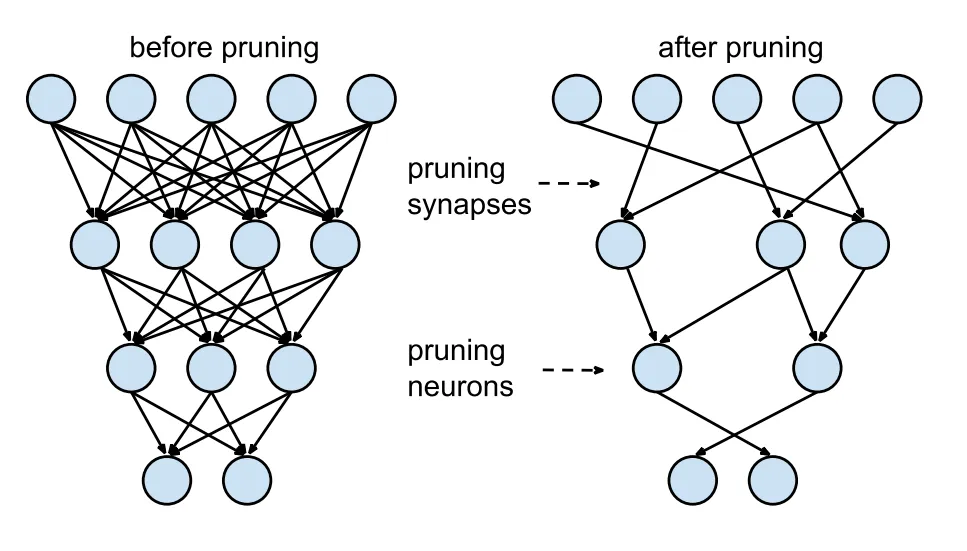 before pruning
after pruning
pruning
synapses
pruning
neurons